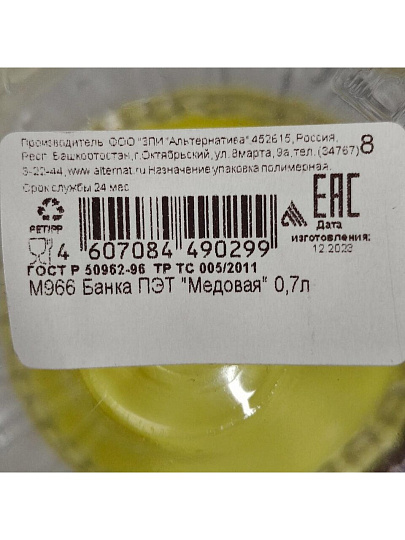 Производитель: ООО "ЗПИ "Альтернатива",452615, Россия,
Респ. Башкортостан, г.Октябрьский, ул. 8марта, 9а, тел. (34767) 8
3-20-44, www.alternat.ru Назначение упаковка полимерная.
Срок службы 24 мес
PET/PP
EAC
Дата
изготовления:
12.2023
4 607084 490299
ГОСТ Р 50962-96 ТР ТС 005/2011
М966 Банка ПЭТ "Медовая" 0,7л